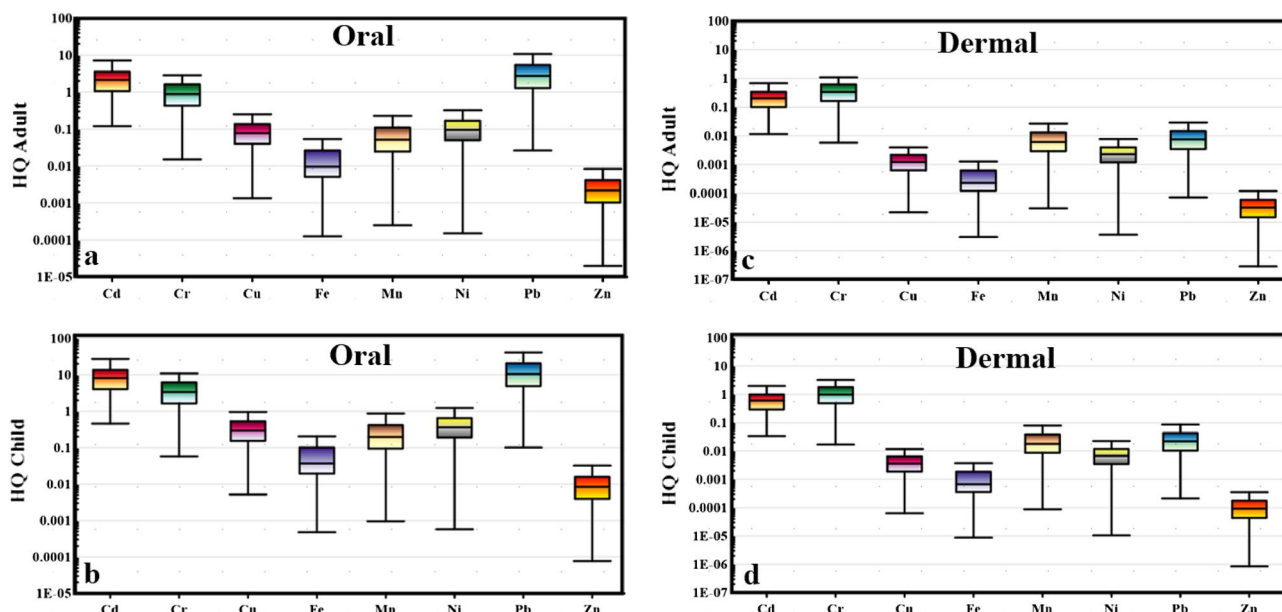 Oral
HQ Adult
100
10
1
0.1
0.01
0.001
0.0001
1E-05
a
Cd Cr Cu Fe Mn Ni Pb Zn
Dermal
HQ Adult
100
10
1
0.1
0.01
0.001
0.0001
1E-05
1E-06
1E-07
c
Cd Cr Cu Fe Mn Ni Pb Zn
Oral
HQ Child
100
10
1
0.1
0.01
0.001
0.0001
1E-05
b
Cd Cr Cu Fe Mn Ni Pb Zn
Dermal
HQ Child
100
10
1
0.1
0.01
0.001
0.0001
1E-05
1E-06
1E-07
d
Cd Cr Cu Fe Mn Ni Pb Zn